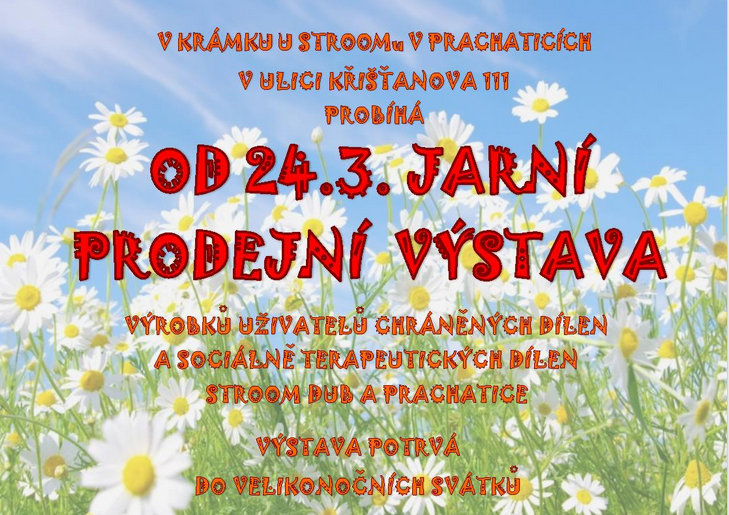 V KRÁMKU U STROOMu V PRACHATICÍCH
V ULICI KŘIŠŤANOVA 111
PROBÍHÁ
OD 24.3. JARNÍ
PRODEJNÍ VÝSTAVA
VÝROBKŮ UŽIVATELŮ CHRÁNĚNÝCH DÍLEN
A SOCIÁLNĚ TERAPEUTICKÝCH DÍLEN
STROOM DUB A PRACHATICE
VÝSTAVA POTRVÁ
DO VELIKONOČNÍCH SVÁTKŮ